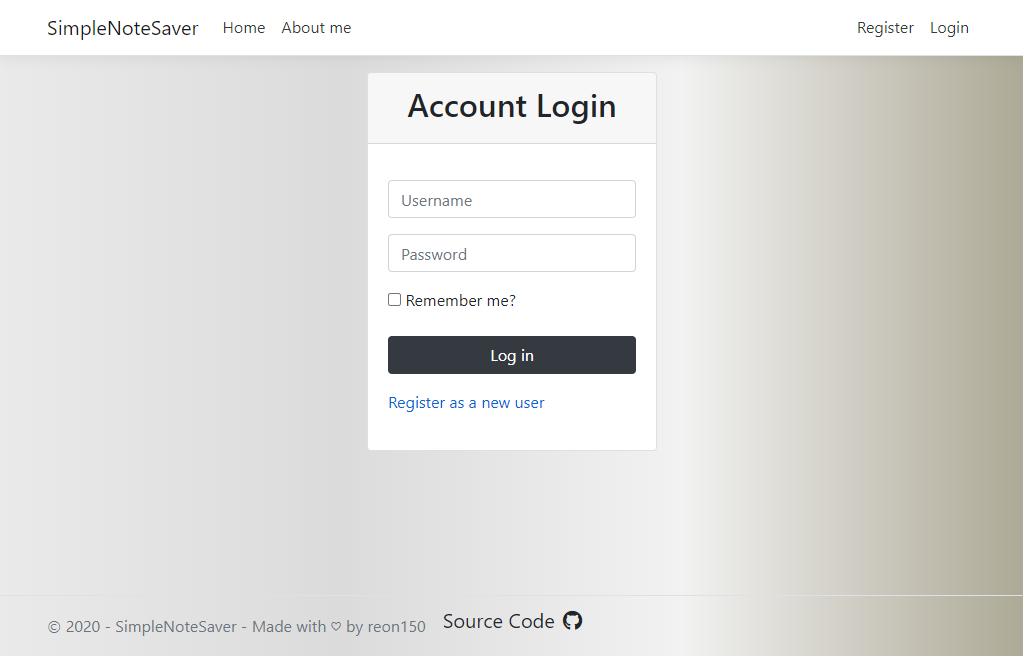 SimpleNoteSaver Home About me Register Login
Account Login
Username
Password
Remember me?
Log in
Register as a new user
© 2020 - SimpleNoteSaver - Made with ♡ by reon150 Source Code